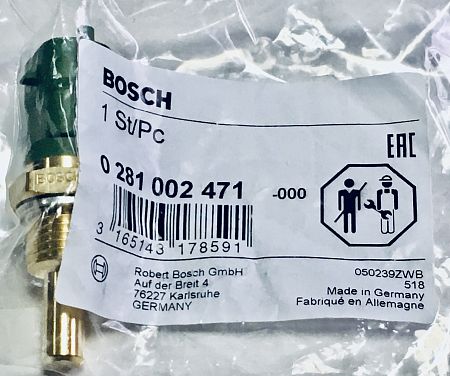 BOSCH
1 St/Pc
0 281 002 471 -000
EAC
3 165143 178591
BOSCH
Robert Bosch GmbH
Auf der Breit 4
76227 Karlsruhe
GERMANY
050239ZWB
518
Made in Germany
Fabriqué en Allemagne